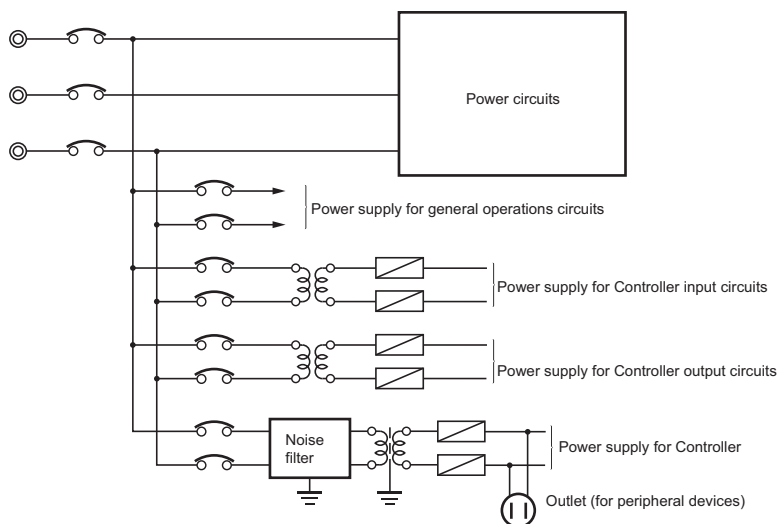 Power circuits
Power supply for general operations circuits
Power supply for Controller input circuits
Power supply for Controller output circuits
Noise
filter
Power supply for Controller
Outlet (for peripheral devices)